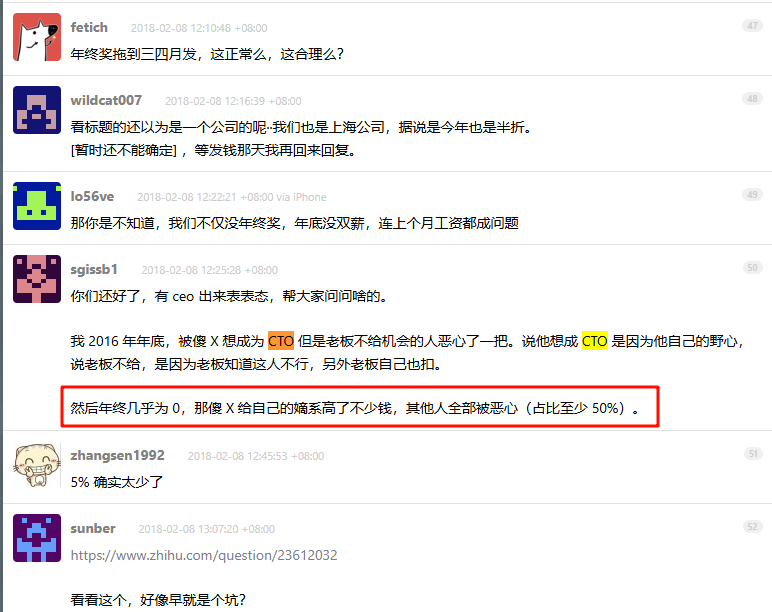 fetich 2018-02-08 12:10:48 +08:00 47
年终奖拖到三四月发，这正常么，这合理么？
wildcat007 2018-02-08 12:16:39 +08:00 48
看标题的还以为是一个公司的呢··我们也是上海公司，据说是今年也是半折。
[暂时还不能确定] ，等发钱那天我再回来回复。
lo56ve 2018-02-08 12:22:21 +08:00 via iPhone 49
那你是不知道，我们不仅没年终奖，年底没双薪，连上个月工资都成问题
sgissb1 2018-02-08 12:25:28 +08:00 50
你们还好了，有 ceo 出来表表态，帮大家问问啥的。
我 2016 年年底，被傻 X 想成为 CTO 但是老板不给机会的人恶心了一把。说他想成 CTO 是因为他自己的野心，
说老板不给，是因为老板知道这人不行，另外老板自己也扣。
然后年终几乎为 0，那傻 X 给自己的嫡系高了不少钱，其他人全部被恶心（占比至少 50%）。
zhangsen1992 2018-02-08 12:45:53 +08:00 51
5% 确实太少了
sunber 2018-02-08 13:07:20 +08:00 52
https://www.zhihu.com/question/23612032
看看这个，好像早就是个坑？